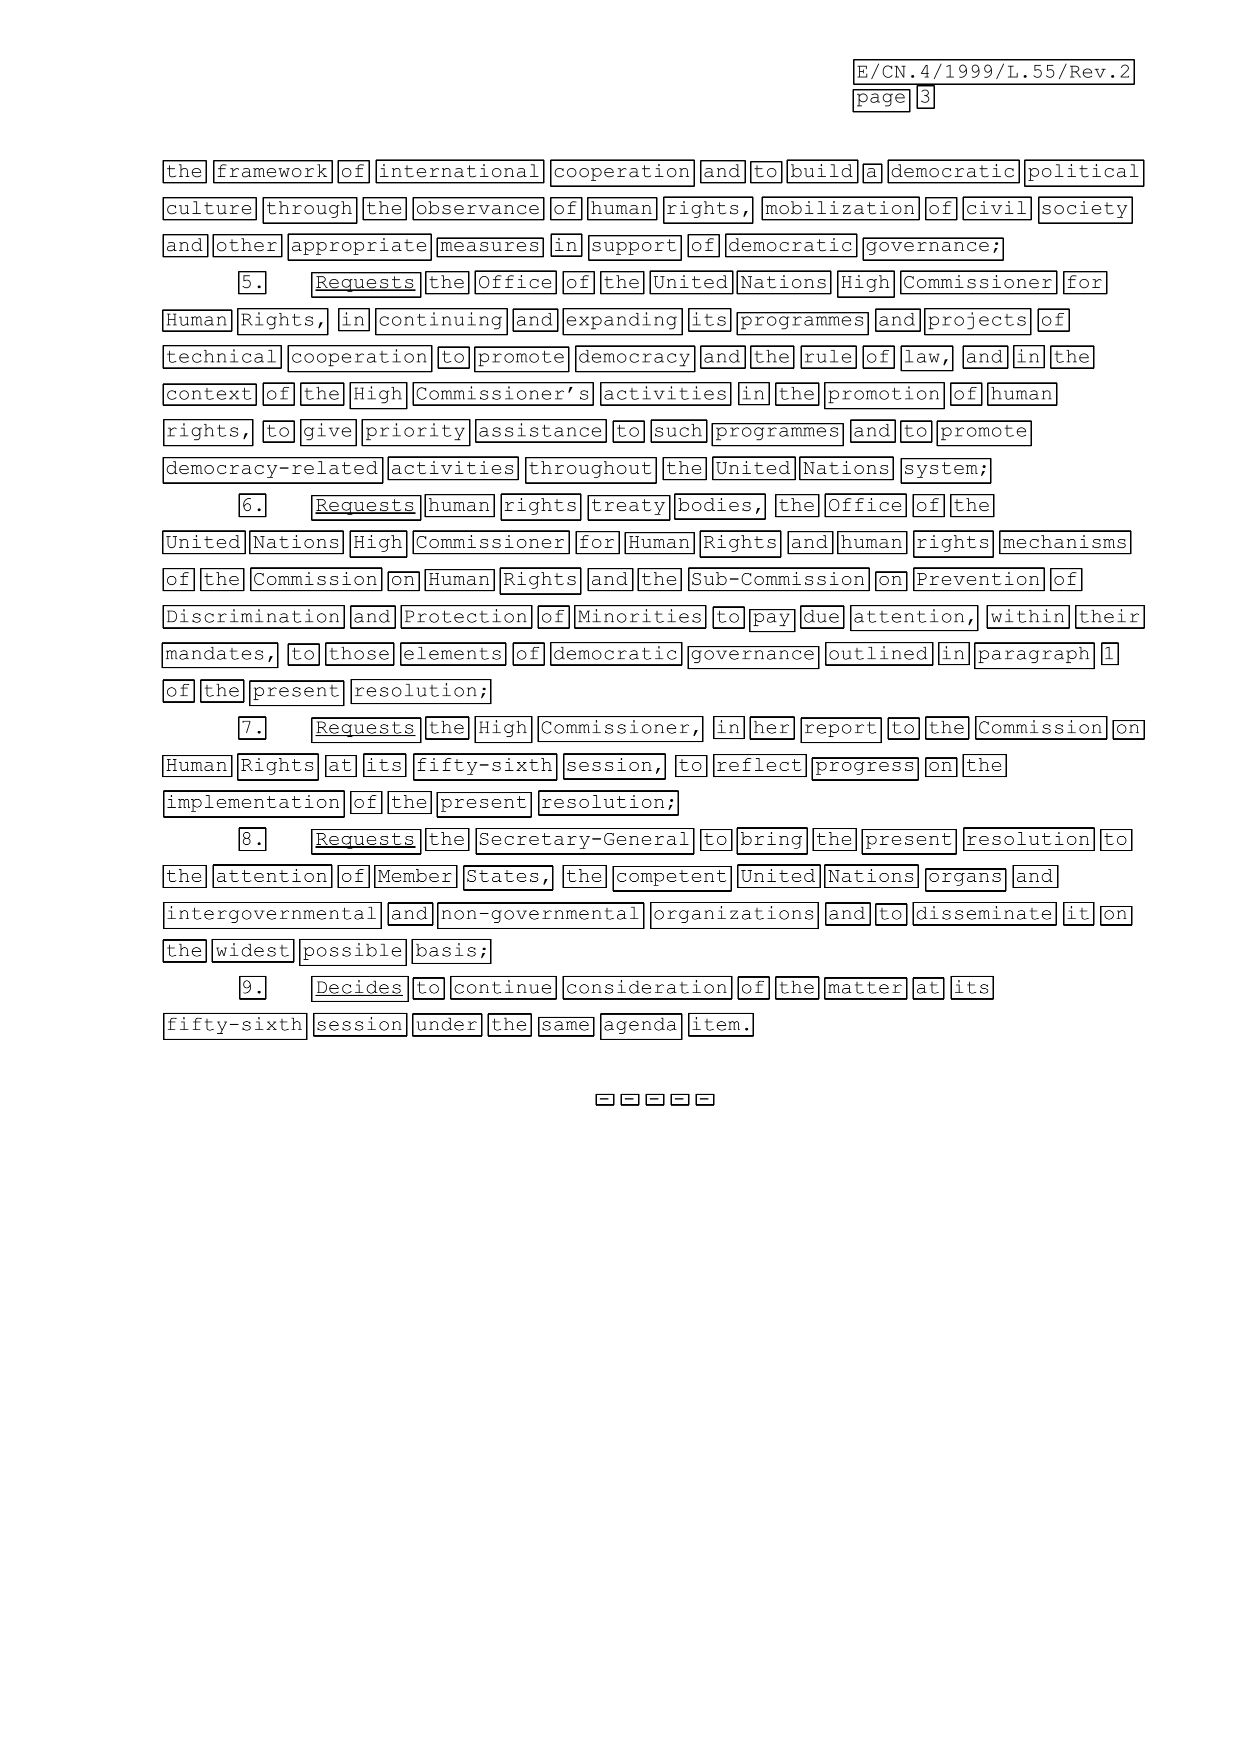 E/CN.4/1999/L.55/Rev.2
page 3
the framework of international cooperation and to build a democratic political
culture through the observance of human rights, mobilization of civil society
and other appropriate measures in support of democratic governance;
5. Requests the Office of the United Nations High Commissioner for
Human Rights, in continuing and expanding its programmes and projects of
technical cooperation to promote democracy and the rule of law, and in the
context of the High Commissioner's activities in the promotion of human
rights, to give priority assistance to such programmes and to promote
democracy-related activities throughout the United Nations system;
6. Requests human rights treaty bodies, the Office of the
United Nations High Commissioner for Human Rights and human rights mechanisms
of the Commission on Human Rights and the Sub-Commission on Prevention of
Discrimination and Protection of Minorities to pay due attention, within their
mandates, to those elements of democratic governance outlined in paragraph 1
of the present resolution;
7. Requests the High Commissioner, in her report to the Commission on
Human Rights at its fifty-sixth session, to reflect progress on the
implementation of the present resolution;
8. Requests the Secretary-General to bring the present resolution to
the attention of Member States, the competent United Nations organs and
intergovernmental and non-governmental organizations and to disseminate it on
the widest possible basis;
9. Decides to continue consideration of the matter at its
fifty-sixth session under the same agenda item.
- - - - -